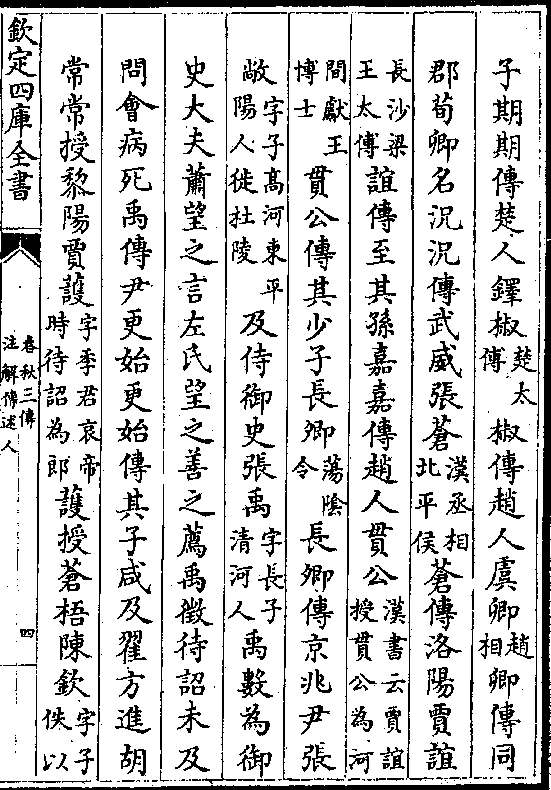 子期期傳楚人鐸椒楚太傅椒傳趙人虞卿趙相卿傳同
郡荀卿名況況傳武威張蒼漢丞相北平侯蒼傳洛陽賈誼
長沙梁王太傅誼傳至其孫嘉嘉傳趙人貫公漢書云賈誼授貫公為河
間獻王博士貫公傳其少子長卿蕩陰令長卿傳京兆尹張
敞字子高河東平陽人徙杜陵及侍御史張禹字長子清河人禹數為御
史大夫蕭望之言左氏望之善之薦禹徵待詔未及
問會病死禹傳尹更始更始傳其子咸及翟方進胡
常常授黎陽賈護字季君哀帝時待詔為郎護授蒼梧陳欽字子佚以
欽定四庫全書
春秋三傳注解傳述人
四